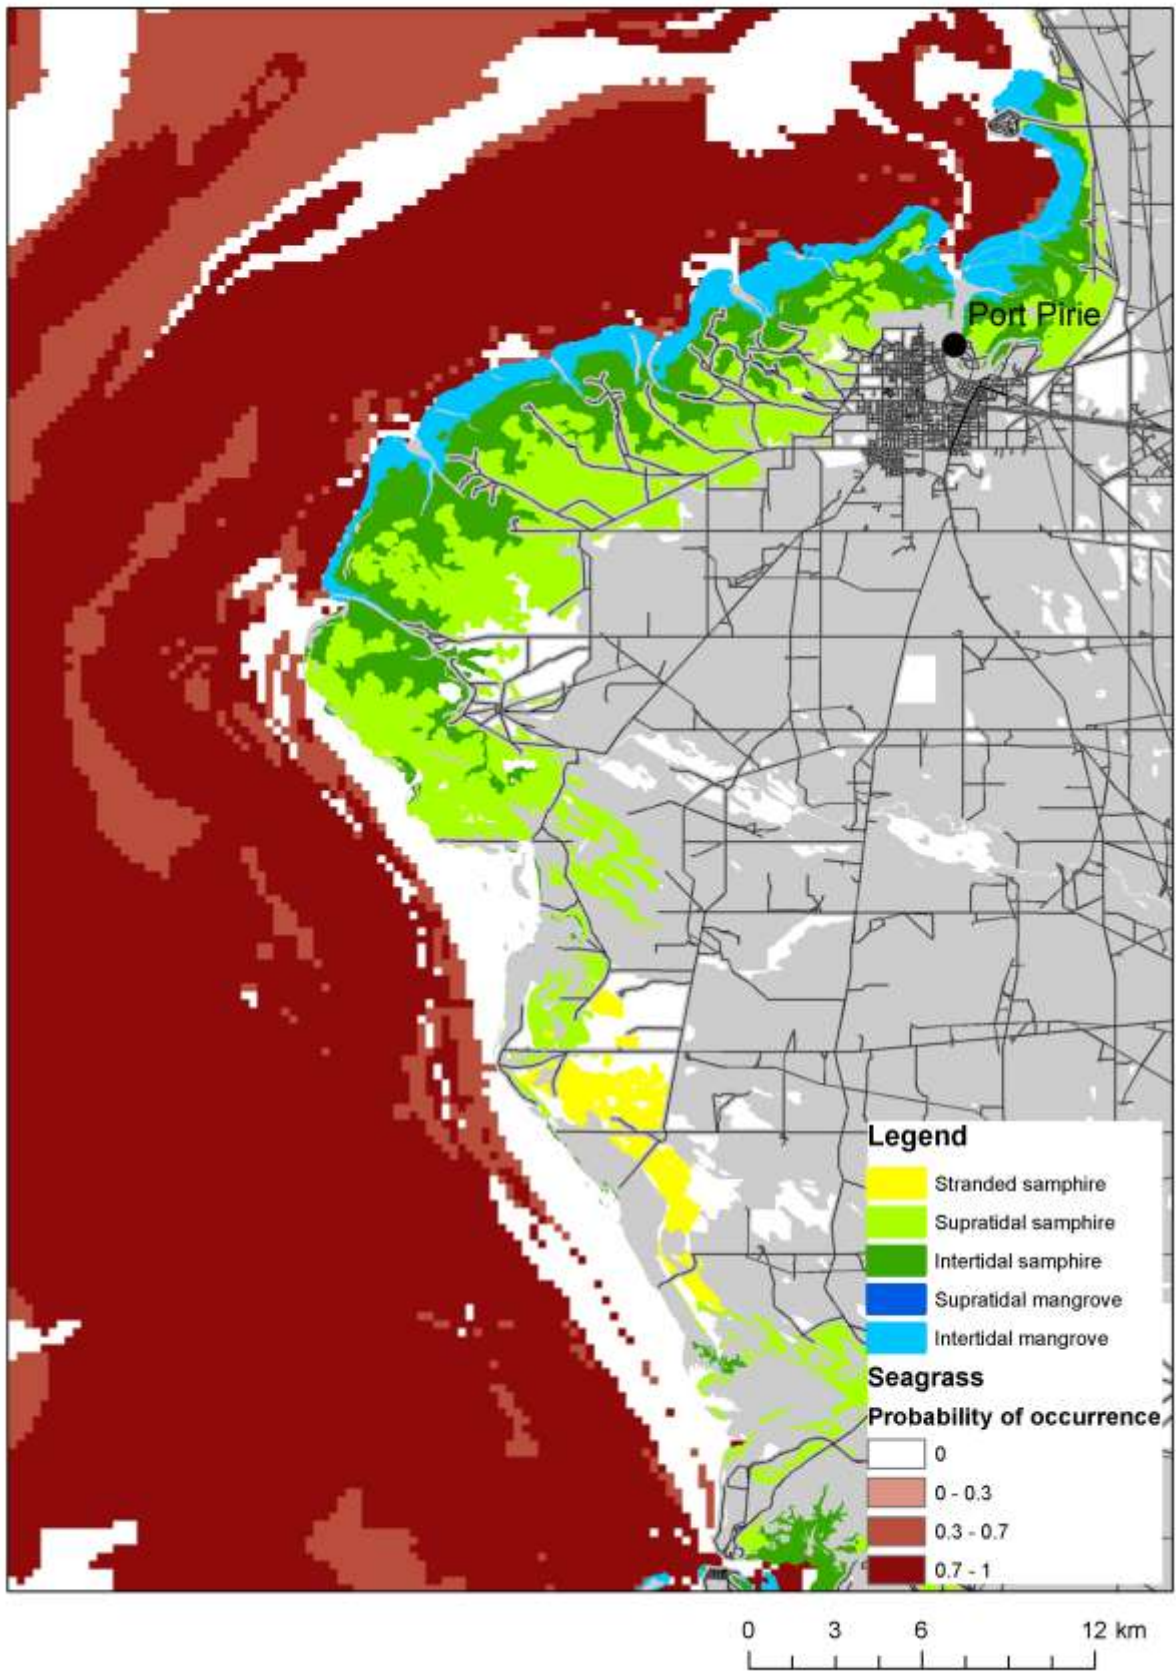 Port Pirie
Legend
Stranded samphire
Supratidal samphire
Intertidal samphire
Supratidal mangrove
Intertidal mangrove
Seagrass
Probability of occurrence
0
0 - 0.3
0.3 - 0.7
0.7 - 1
0 3 6 12 km